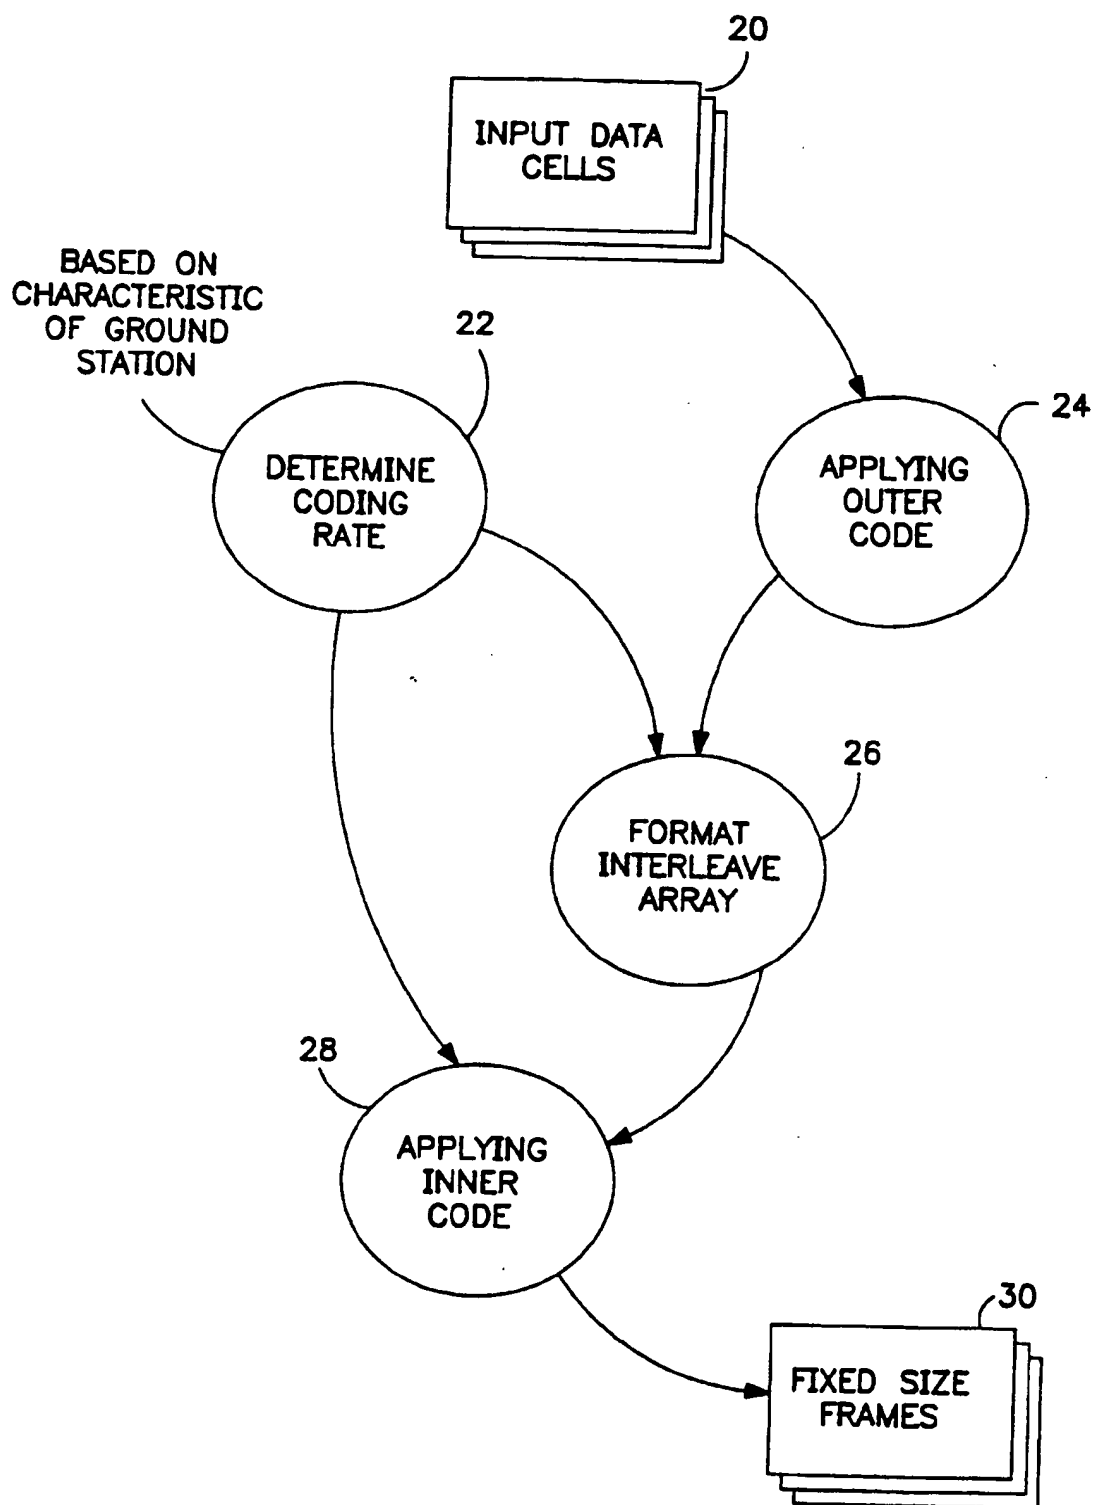 20
INPUT DATA
CELLS
BASED ON
CHARACTERISTIC
OF GROUND
STATION
22
24
DETERMINE
CODING
RATE
APPLYING
OUTER
CODE
26
FORMAT
INTERLEAVE
ARRAY
28
APPLYING
INNER
CODE
30
FIXED SIZE
FRAMES